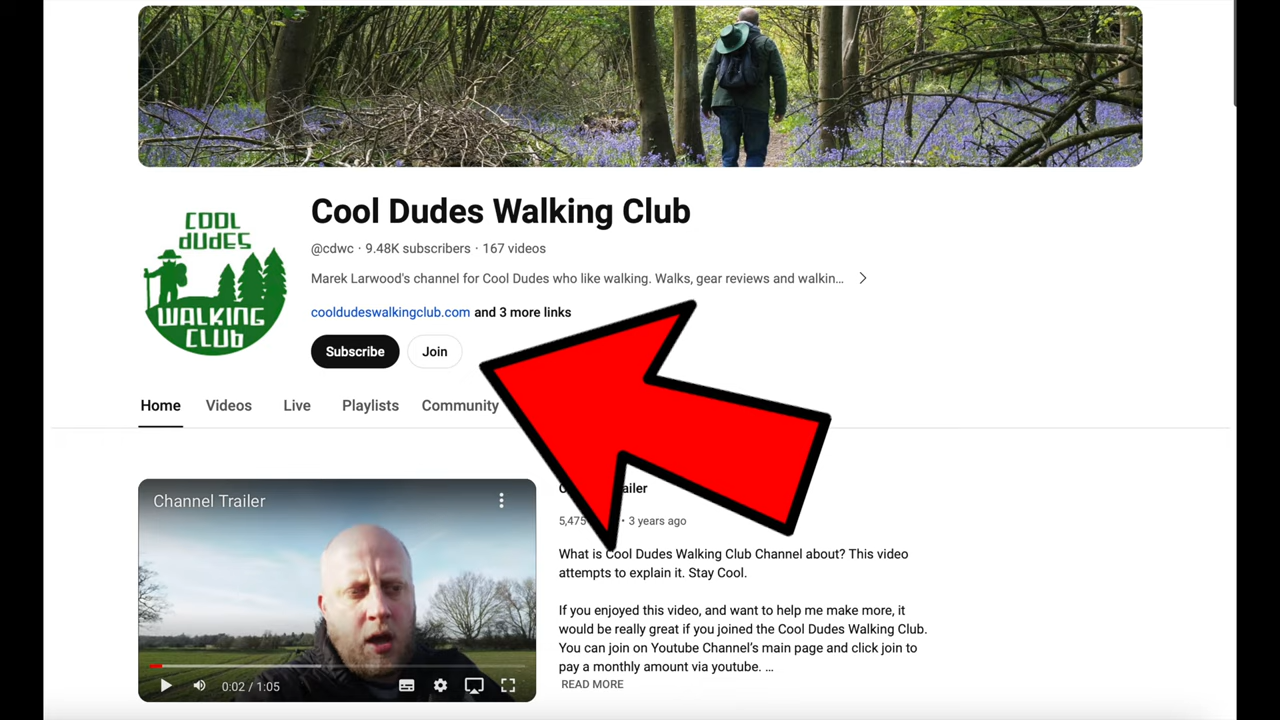 Cool Dudes Walking Club
@cdwc · 9.48K subscribers · 167 videos
Marek Larwood's channel for Cool Dudes who like walking. Walks, gear reviews and walkin...
cooldudeswalkingclub.com and 3 more links
COOL
dUdES
WALKING
CLUb
Subscribe
Join
Home
Videos
Live
Playlists
Community
Channel Trailer
5,475 · 3 years ago
What is Cool Dudes Walking Club Channel about? This video
attempts to explain it. Stay Cool.
If you enjoyed this video, and want to help me make more, it
would be really great if you joined the Cool Dudes Walking Club.
You can join on Youtube Channel's main page and click join to
pay a monthly amount via youtube. ...
READ MORE
0:02 / 1:05